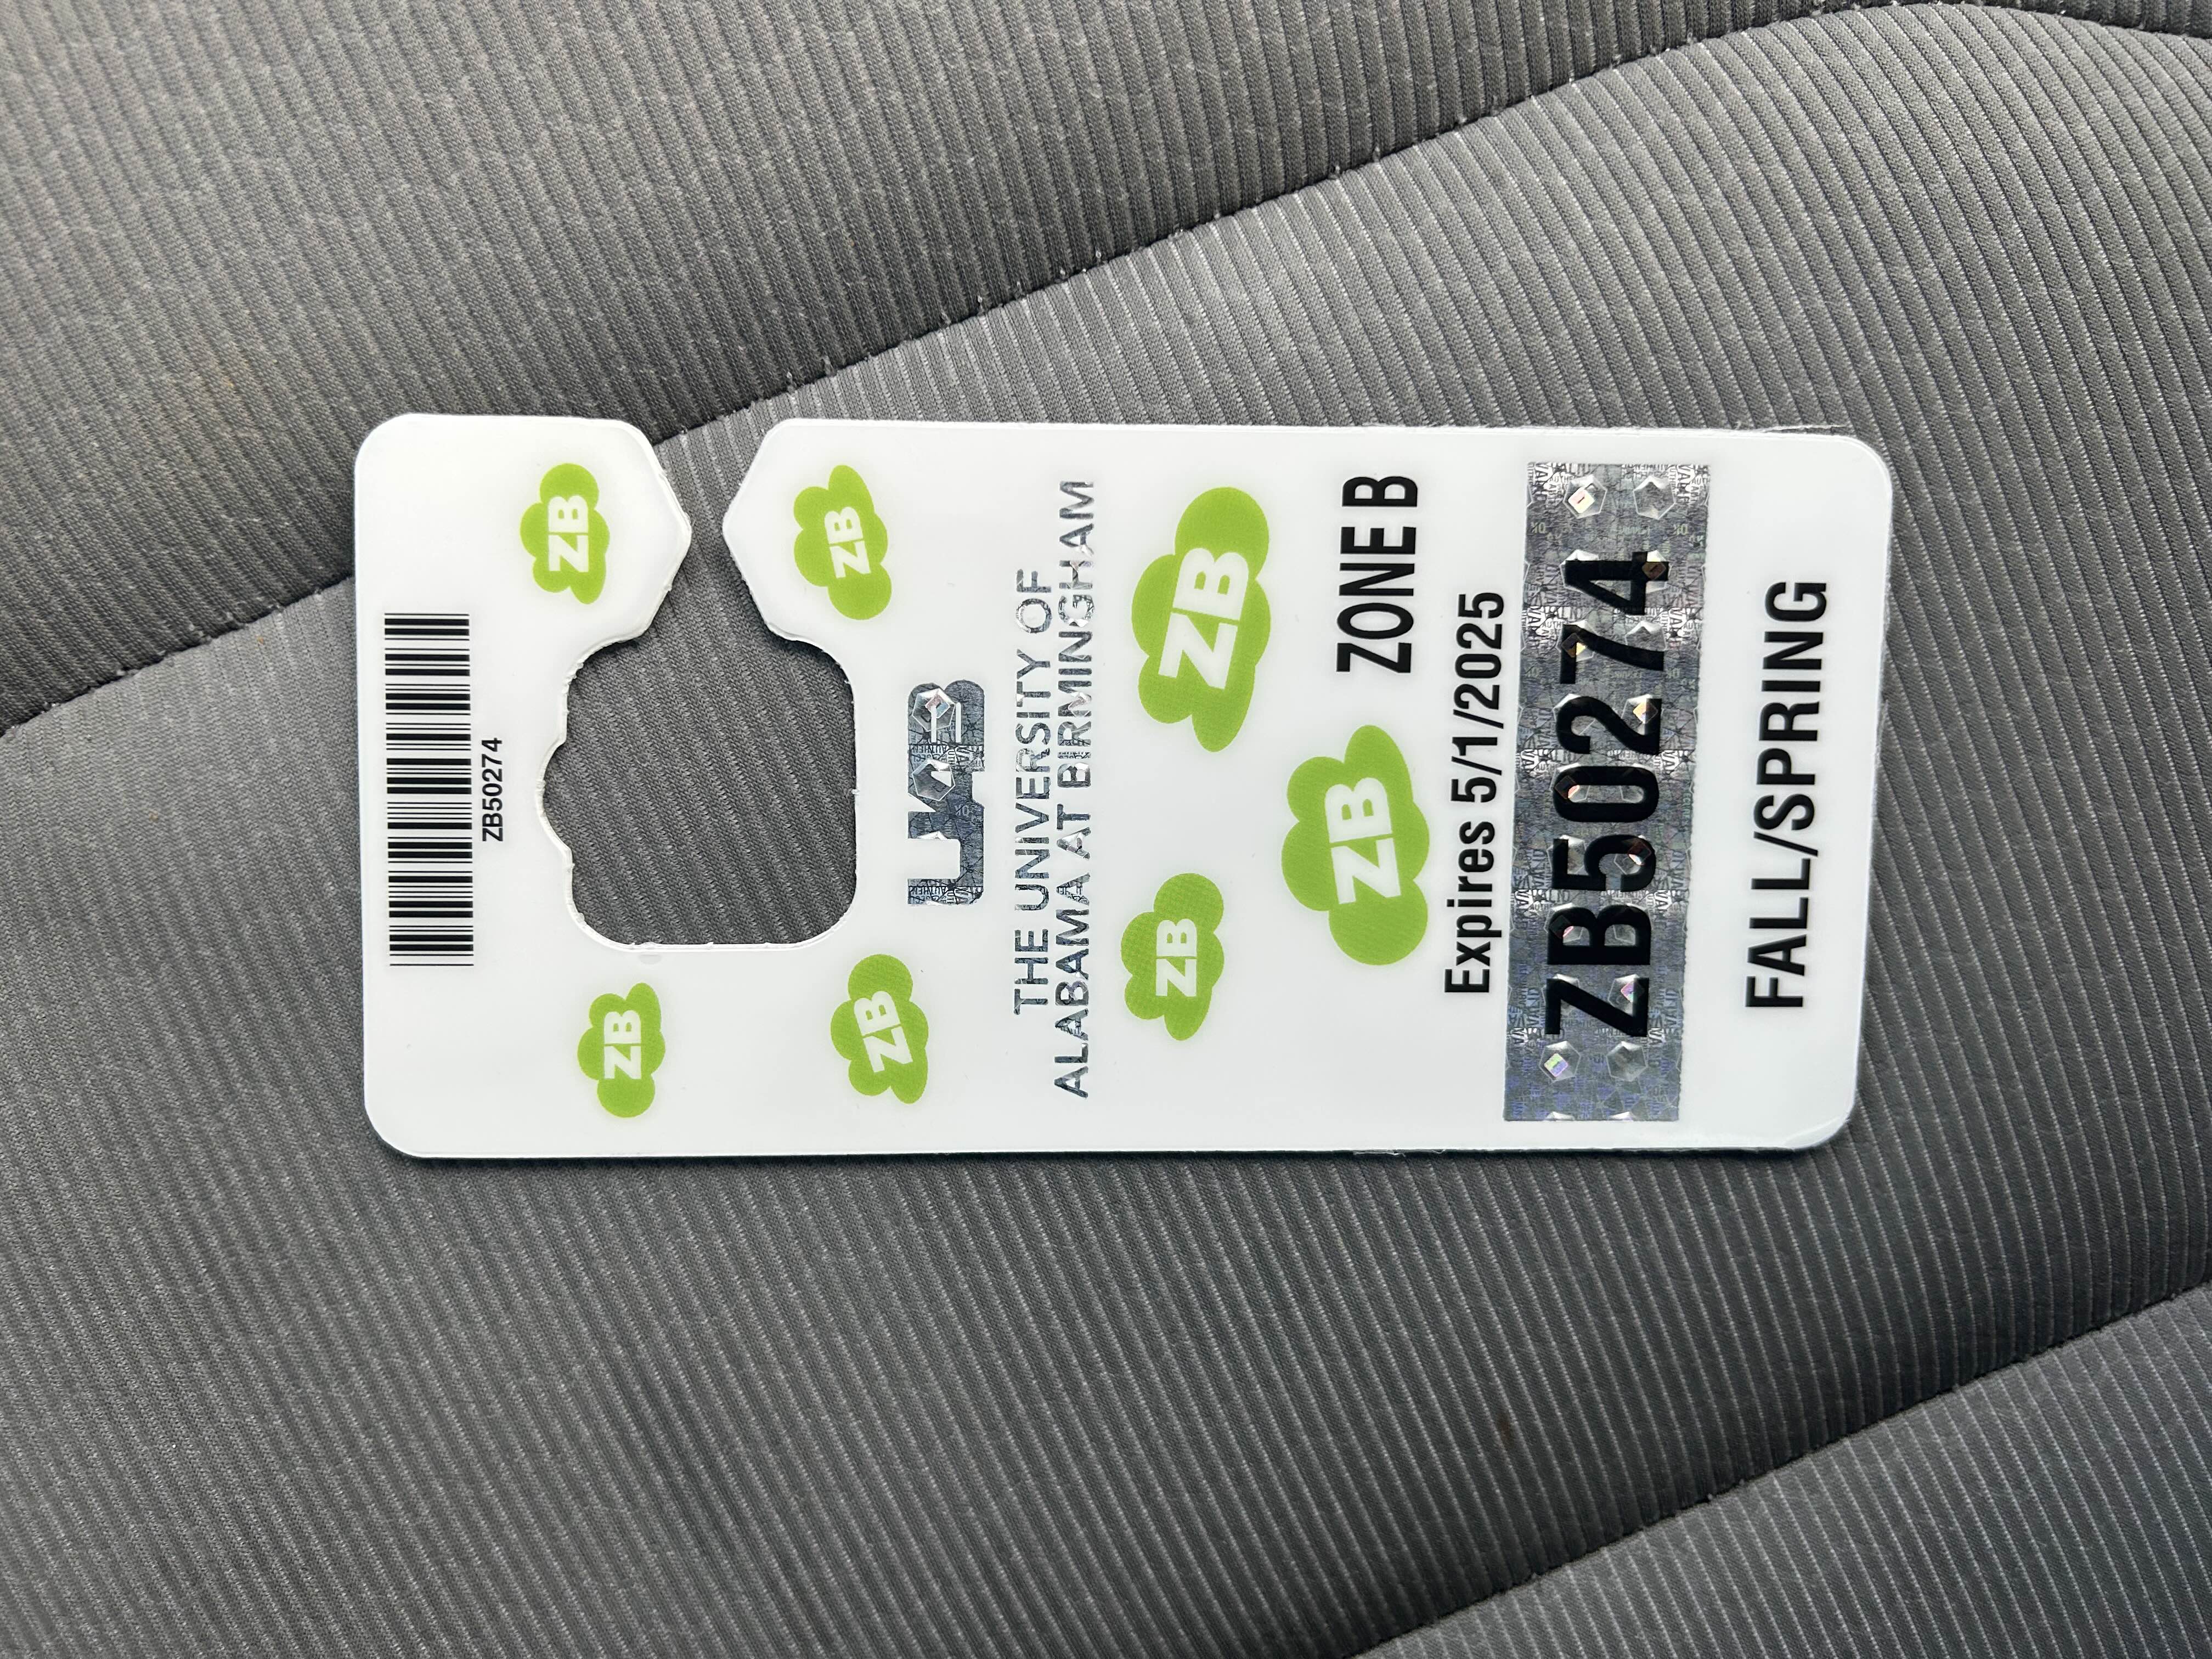 ZB50274
ZB
ZB
ZB
ZB
UAB
THE UNIVERSITY OF
ALABAMA AT BIRMINGHAM
ZB
ZB
ZONE B
ZB
Expires 5/1/2025
ZB50274
FALL/SPRING